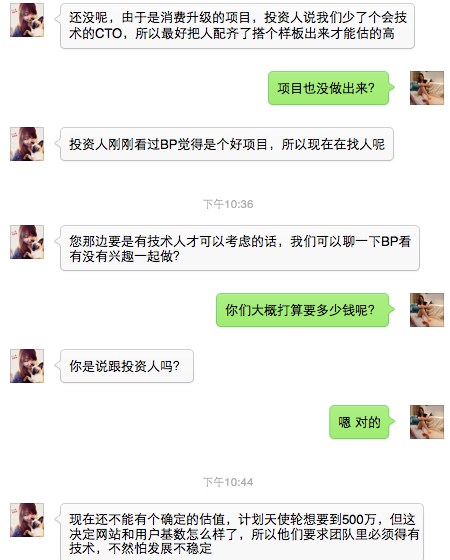 还没呢，由于是消费升级的项目，投资人说我们少了个会技
术的CTO，所以最好把人配齐了搭个样板出来才能估的高
项目也没做出来？
投资人刚刚看过BP觉得是个好项目，所以现在在找人呢
下午10:36
您那边要是有技术人才可以考虑的话，我们可以聊一下BP看
有没有兴趣一起做？
你们大概打算要多少钱呢？
你是说跟投资人吗？
嗯 对的
下午10:44
现在还不能有个确定的估值，计划天使轮想要到500万，但这
决定网站和用户基数怎么样了，所以他们要求团队里必须得有
技术，不然怕发展不稳定